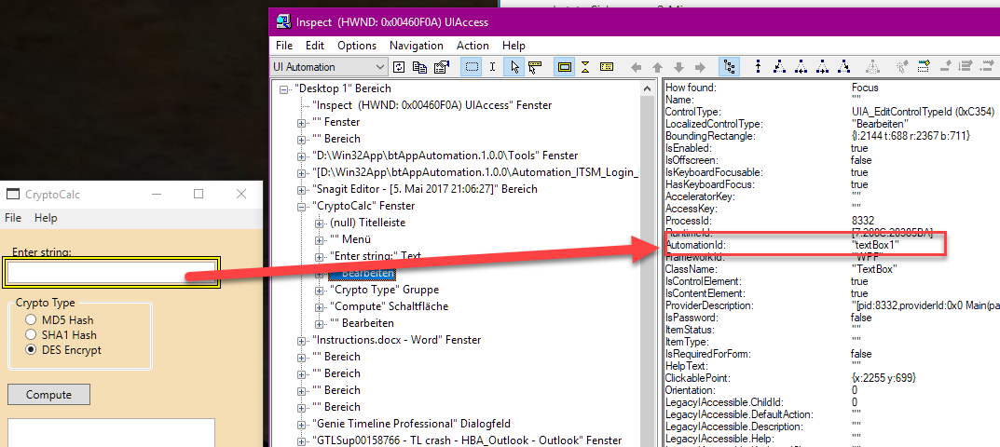 Inspect (HWND: 0x00460F0A) UIAccess
File Edit Options Navigation Action Help
UI Automation
"Desktop 1" Bereich
"Inspect (HWND: 0x00460F0A) UIAccess" Fenster
"" Fenster
"" Bereich
"D:\Win32App\btAppAutomation.1.0.0\Tools" Fenster
"[D:\Win32App\btAppAutomation.1.0.0\Automation_ITSM_Login_
"Snagit Editor - [5. Mai 2017 21:06:27]" Bereich
"CryptoCalc" Fenster
(null) Titelleiste
"" Menü
"Enter string:" Text
Bearbeiten
"Crypto Type" Gruppe
"Compute" Schaltfläche
"" Bearbeiten
"Instructions.docx - Word" Fenster
"" Bereich
"" Bereich
"" Bereich
"" Bereich
"Genie Timeline Professional" Dialogfeld
"GTLSup00158766 - TL crash - HBA_Outlook - Outlook" Fenster
How found: Focus
Name: ""
ControlType: UIA_EditControlTypeId (0xC354)
LocalizedControlType: "Bearbeiten"
BoundingRectangle: {l:2144 t:688 r:2367 b:711}
IsEnabled: true
IsOffscreen: false
IsKeyboardFocusable: true
HasKeyboardFocus: true
AcceleratorKey: ""
AccessKey: ""
ProcessId: 8332
RuntimeId:
AutomationId: "textBox1"
FrameworkId: "WPF"
ClassName: "TextBox"
IsControlElement: true
IsContentElement: true
ProviderDescription: "[pid:8332,providerId:0x0 Main(pa
IsPassword: false
ItemStatus: ""
ItemType: ""
IsRequiredForForm: false
HelpText: ""
ClickablePoint: {x:2255 y:699}
Orientation: 0
LegacyIAccessible.ChildId: 0
LegacyIAccessible.DefaultAction: ""
LegacyIAccessible.Description: ""
LegacyIAccessible.Help: ""
CryptoCalc
File Help
Enter string:
Crypto Type
MD5 Hash
SHA1 Hash
DES Encrypt
Compute